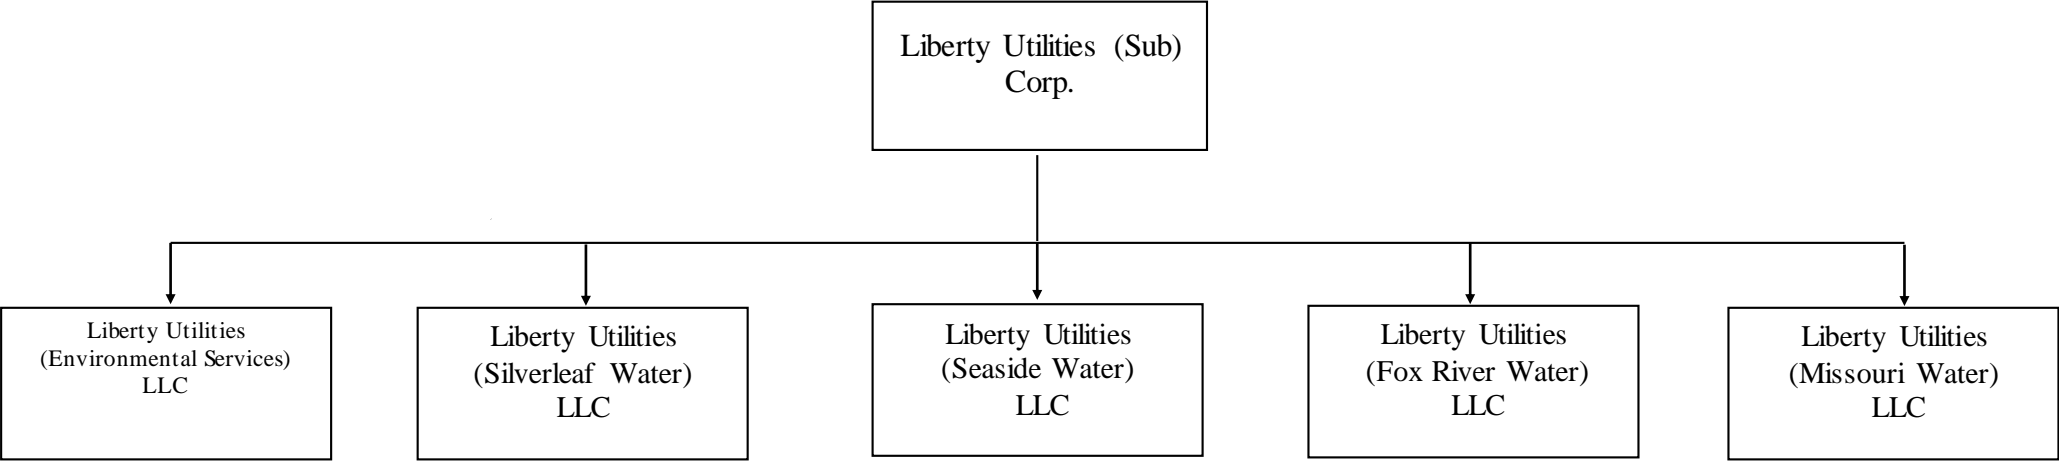 Liberty Utilities (Sub)
Corp.
Liberty Utilities
(Environmental Services)
LLC
Liberty Utilities
(Silverleaf Water)
LLC
Liberty Utilities
(Seaside Water)
LLC
Liberty Utilities
(Fox River Water)
LLC
Liberty Utilities
(Missouri Water)
LLC